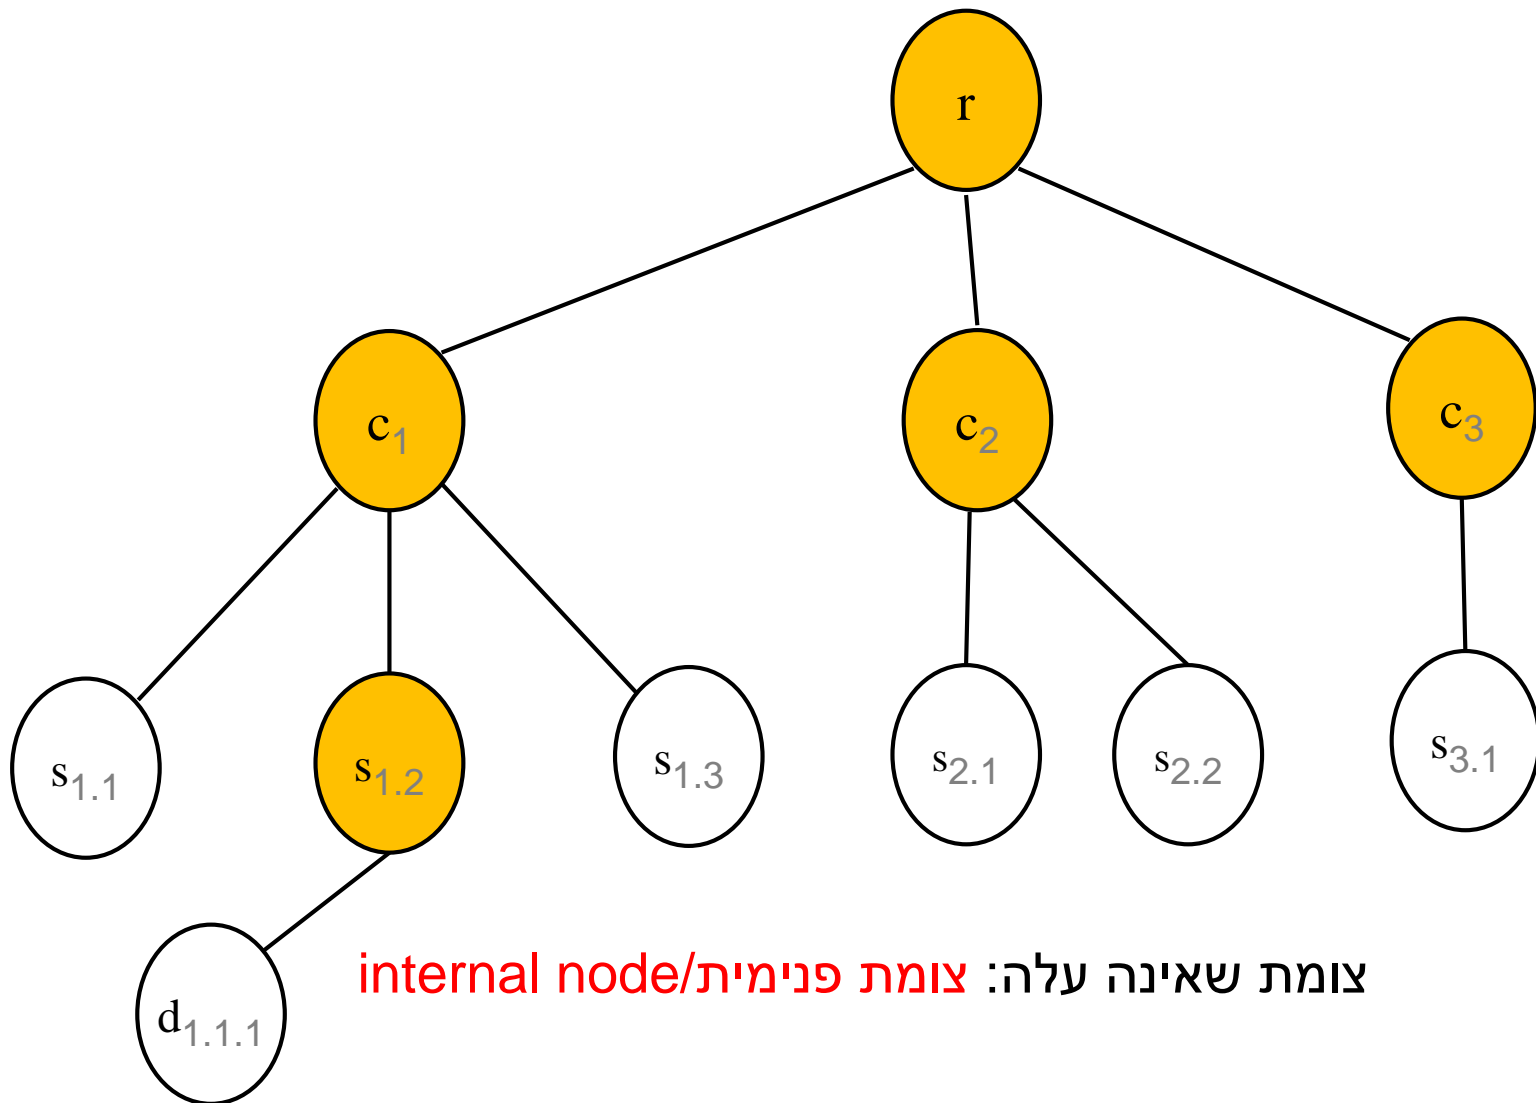 r
c1
c2
c3
s1.1
s1.2
s1.3
s2.1
s2.2
s3.1
צומת שאינה עלה: צומת פנימית/internal node
d1.1.1